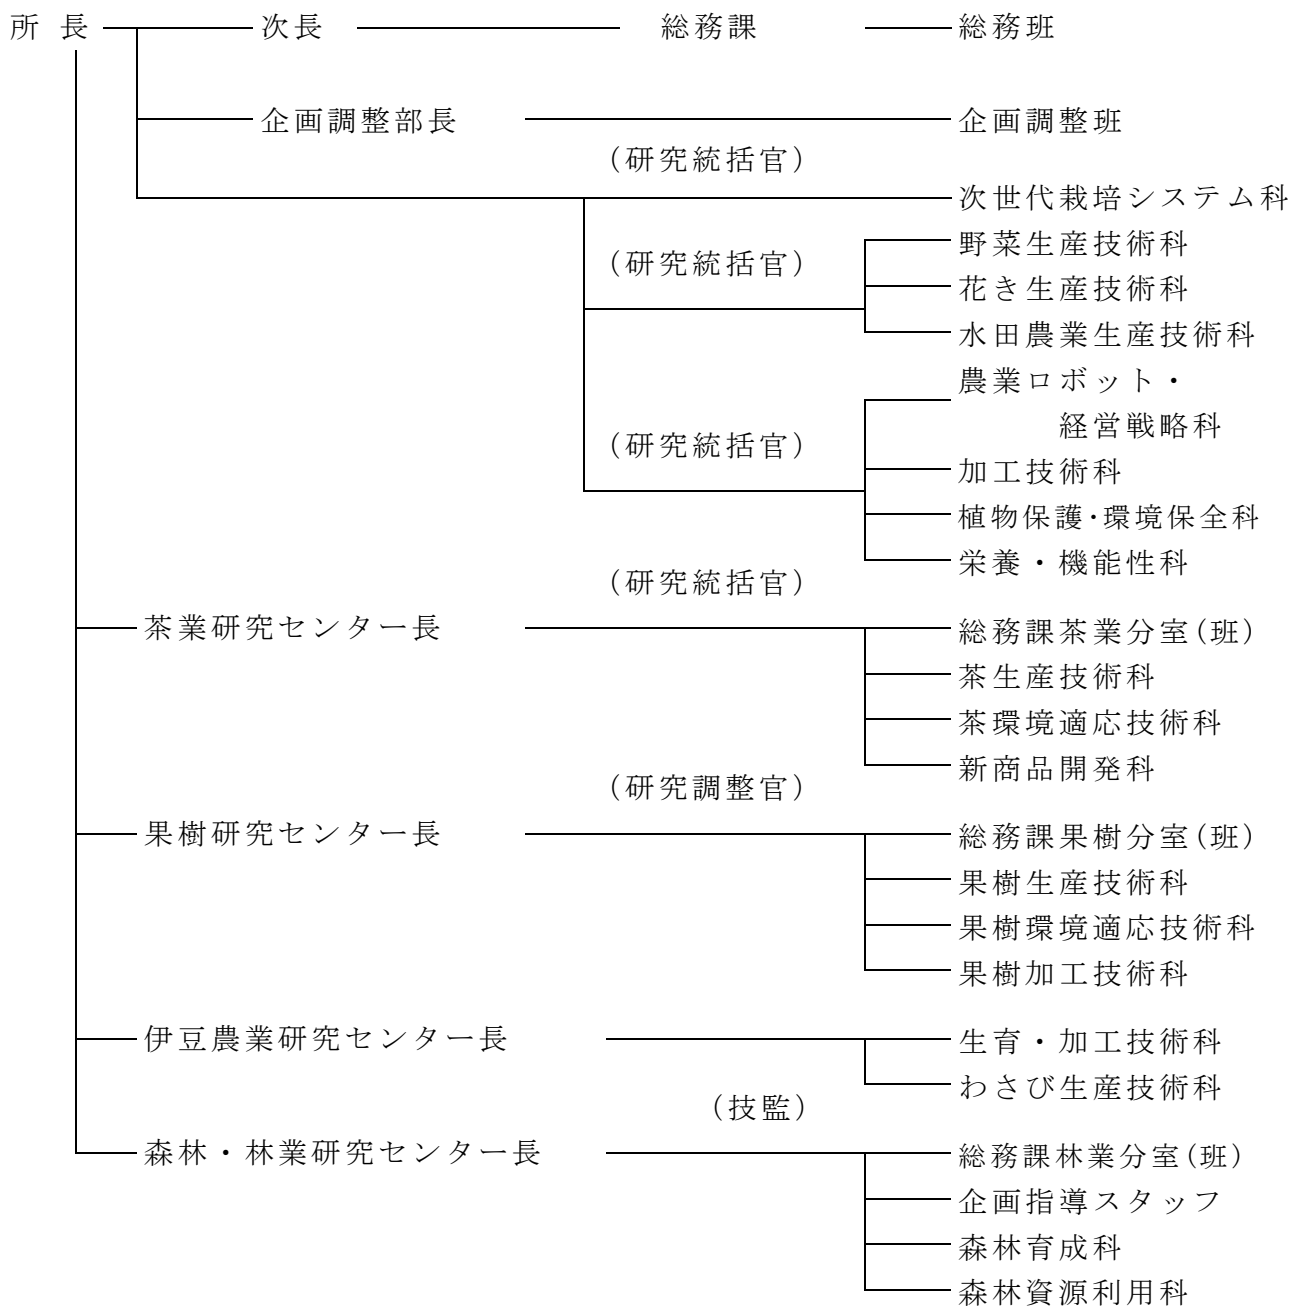 所 長 次長 総務課 総務班
企画調整部長 企画調整班
（研究統括官）
次世代栽培システム科
野菜生産技術科
（研究統括官）
花き生産技術科
水田農業生産技術科
農業ロボット・
経営戦略科
（研究統括官）
加工技術科
植物保護・環境保全科
栄養・機能性科
（研究統括官）
茶業研究センター長 総務課茶業分室（班）
茶生産技術科
茶環境適応技術科
新商品開発科
（研究調整官）
果樹研究センター長 総務課果樹分室（班）
果樹生産技術科
果樹環境適応技術科
果樹加工技術科
伊豆農業研究センター長 生育・加工技術科
わさび生産技術科
（技監）
森林・林業研究センター長 総務課林業分室（班）
企画指導スタッフ
森林育成科
森林資源利用科